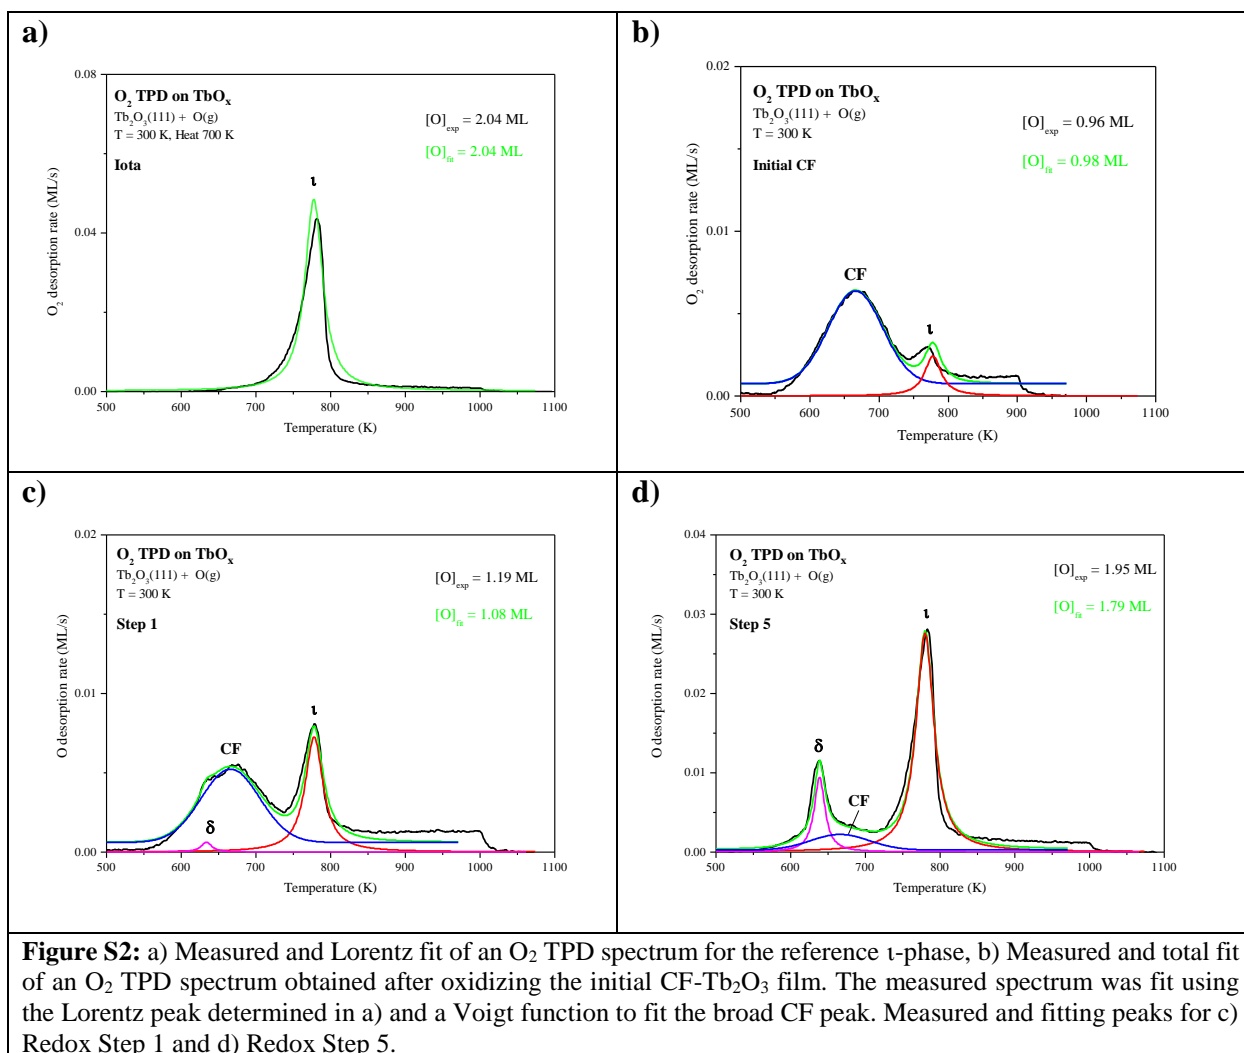 a)
0.08
0.04
0.00
O₂ desorption rate (ML/s)
O₂ TPD on TbOₓ
Tb₂O₃(111) + O(g)
T = 300 K, Heat 700 K
Iota
[O]exp = 2.04 ML
[O]fit = 2.04 ML
ι
500 600 700 800 900 1000 1100
Temperature (K)
b)
0.02
0.01
0.00
O₂ desorption rate (ML/s)
O₂ TPD on TbOₓ
Tb₂O₃(111) + O(g)
T = 300 K
Initial CF
[O]exp = 0.96 ML
[O]fit = 0.98 ML
CF
ι
500 600 700 800 900 1000 1100
Temperature (K)
c)
0.02
0.01
0.00
O desorption rate (ML/s)
O₂ TPD on TbOₓ
Tb₂O₃(111) + O(g)
T = 300 K
Step 1
[O]exp = 1.19 ML
[O]fit = 1.08 ML
CF
δ
ι
500 600 700 800 900 1000 1100
Temperature (K)
d)
0.04
0.03
0.02
0.01
0.00
O desorption rate (ML/s)
O₂ TPD on TbOₓ
Tb₂O₃(111) + O(g)
T = 300 K
Step 5
[O]exp = 1.95 ML
[O]fit = 1.79 ML
δ
CF
ι
500 600 700 800 900 1000 1100
Temperature (K)
Figure S2: a) Measured and Lorentz fit of an O₂ TPD spectrum for the reference ι-phase, b) Measured and total fit
of an O₂ TPD spectrum obtained after oxidizing the initial CF-Tb₂O₃ film. The measured spectrum was fit using
the Lorentz peak determined in a) and a Voigt function to fit the broad CF peak. Measured and fitting peaks for c)
Redox Step 1 and d) Redox Step 5.